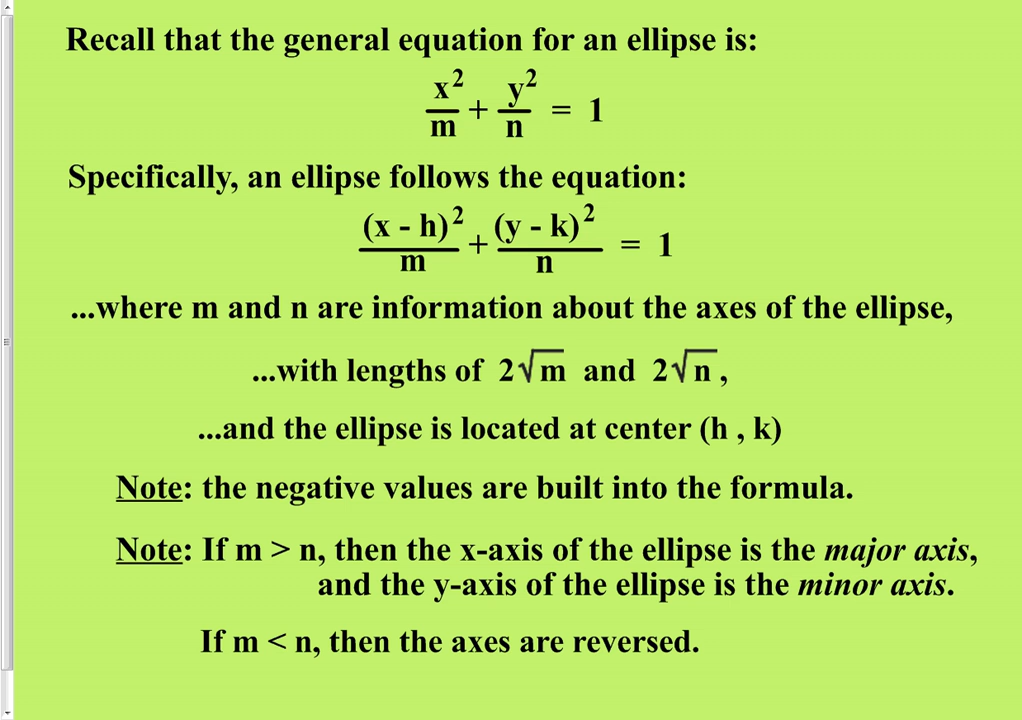 Recall that the general equation for an ellipse is:
x²/m + y²/n = 1
Specifically, an ellipse follows the equation:
(x - h)²/m + (y - k)²/n = 1
...where m and n are information about the axes of the ellipse,
...with lengths of 2√m and 2√n ,
...and the ellipse is located at center (h , k)
Note: the negative values are built into the formula.
Note: If m > n, then the x-axis of the ellipse is the major axis,
and the y-axis of the ellipse is the minor axis.
If m < n, then the axes are reversed.